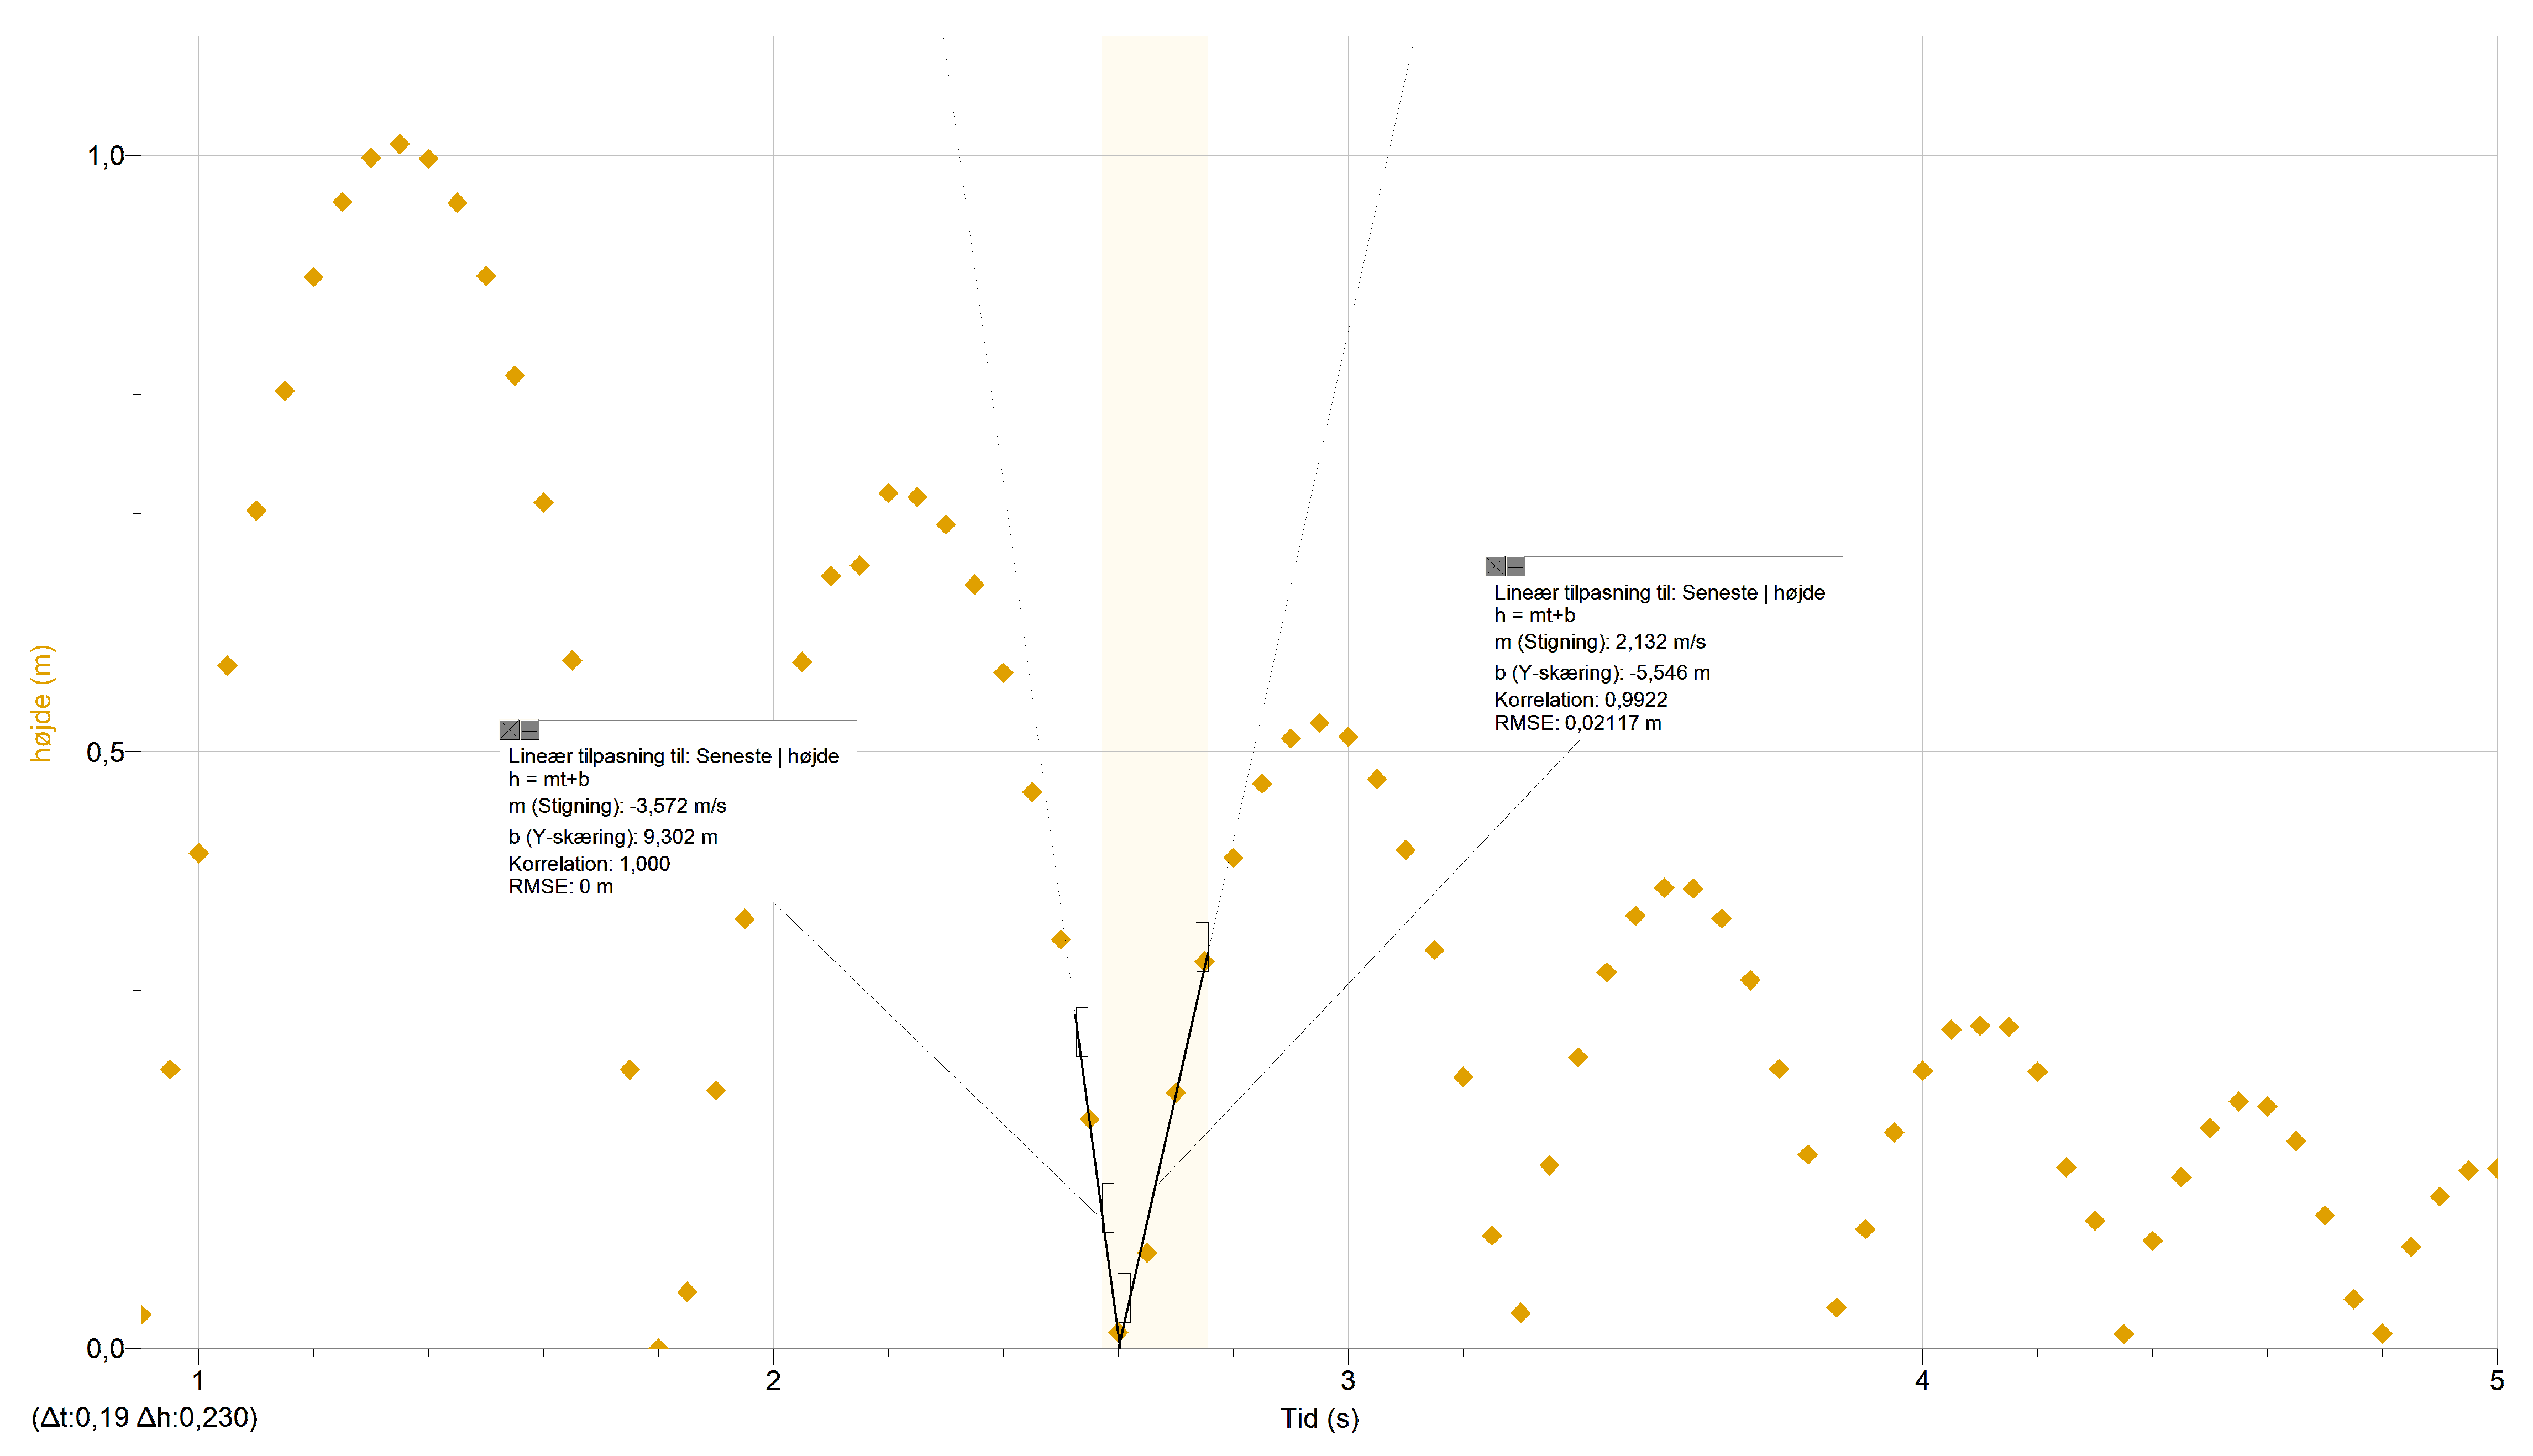 1,0
højde (m)
0,5
Lineær tilpasning til: Seneste | højde
h = mt+b
m (Stigning): 2,132 m/s
b (Y-skæring): -5,546 m
Korrelation: 0,9922
RMSE: 0,02117 m
Lineær tilpasning til: Seneste | højde
h = mt+b
m (Stigning): -3,572 m/s
b (Y-skæring): 9,302 m
Korrelation: 1,000
RMSE: 0 m
0,0
1 2 3 4 5
(Δt:0,19 Δh:0,230)
Tid (s)